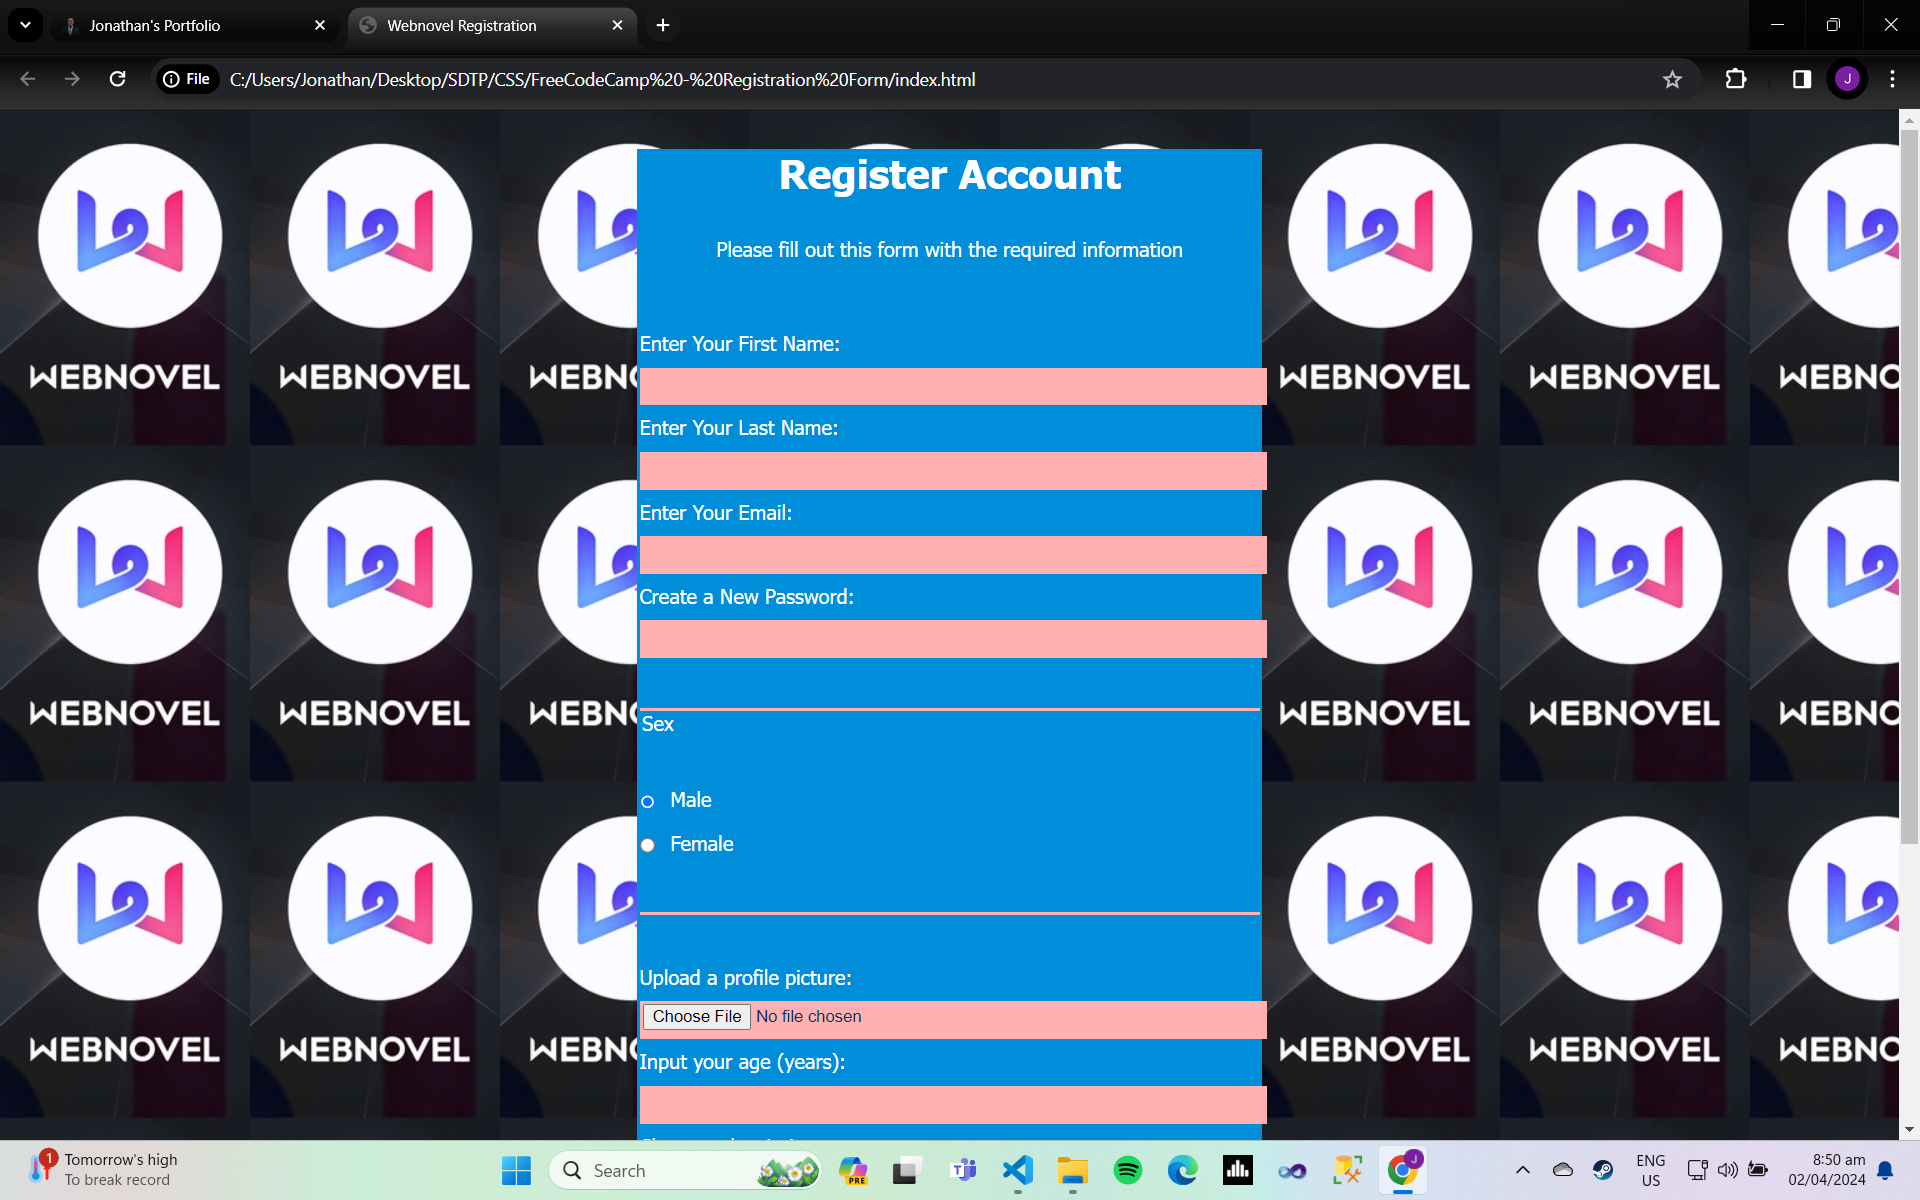 Jonathan's Portfolio
Webnovel Registration
File
C:/Users/Jonathan/Desktop/SDTP/CSS/FreeCodeCamp%20-%20Registration%20Form/index.html
J
Register Account
Please fill out this form with the required information
Enter Your First Name:
Enter Your Last Name:
Enter Your Email:
Create a New Password:
Sex
Male
Female
Upload a profile picture:
Choose File No file chosen
Input your age (years):
WEBNOVEL WEBNOVEL WEBNO WEBNOVEL WEBNOVEL WEBNO
WEBNOVEL WEBNOVEL WEBNO WEBNOVEL WEBNOVEL WEBNO
WEBNOVEL WEBNOVEL WEBNO WEBNOVEL WEBNOVEL WEBNO
1
Tomorrow's high
To break record
Search
PRE
J
ENG
US
8:50 am
02/04/2024